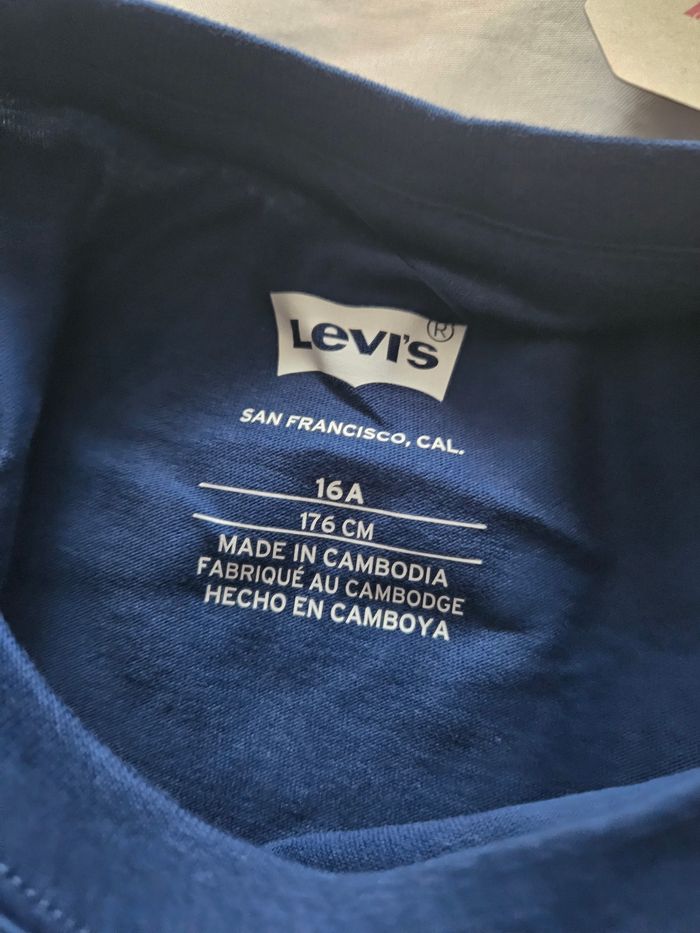 Levi's®
SAN FRANCISCO, CAL.
16A
176 CM
MADE IN CAMBODIA
FABRIQUÉ AU CAMBODGE
HECHO EN CAMBOYA